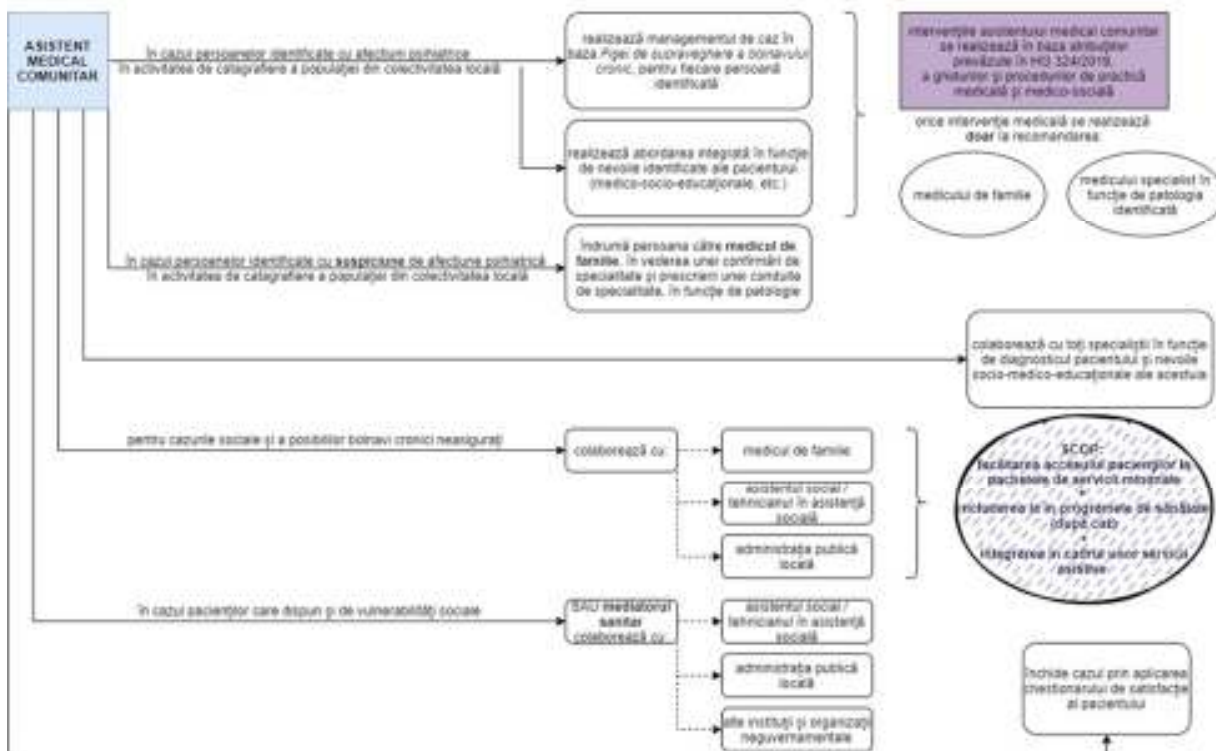 ASISTENT
MEDICAL
COMUNITAR
în cazul persoanelor identificate cu afecțiuni psihiatrice
în activitatea de catagrafiere a populației din colectivitatea locală
realizează managementul de caz în
baza Fișei de supraveghere a bolnavului
cronic, pentru fiecare persoană
identificată
intervențiile asistentului medical comunitar
se realizează în baza atribuțiilor
prevăzute în HG 324/2019,
a ghidurilor și procedurilor de practică
medicală și medico-socială
orice intervenție medicală se realizează
doar la recomandarea:
realizează abordarea integrată în funcție
de nevoile identificate ale pacientului
(medico-socio-educaționale, etc.)
medicului de familie
medicului specialist în
funcție de patologia
identificată
în cazul persoanelor identificate cu suspiciune de afecțiune psihiatrică
în activitatea de catagrafiere a populației din colectivitatea locală
îndrumă persoana către medicul de
familie, în vederea unei confirmări de
specialitate și prescrierii unei conduite
de specialitate, în funcție de patologie
colaborează cu toți specialiștii în funcție
de diagnosticul pacientului și nevoile
socio-medico-educaționale ale acestuia
pentru cazurile sociale și a posibililor bolnavi cronici neasigurați
colaborează cu:
medicul de familie
asistentul social /
tehnicianul în asistență
socială
administrația publică
locală
SCOP:
facilitarea accesului pacienților la
pachetele de servicii minimale
+
includerea la în programele de sănătate
(după caz)
+
integrarea în cadrul unor servicii
în cazul pacienților care dispun și de vulnerabilități sociale
SAU mediatorul
sanitar
colaborează cu:
asistentul social /
tehnicianul în asistență
socială
administrația publică
locală
alte instituții și organizații
neguvernamentale
închide cazul prin aplicarea
chestionarului de satisfacție
al pacientului